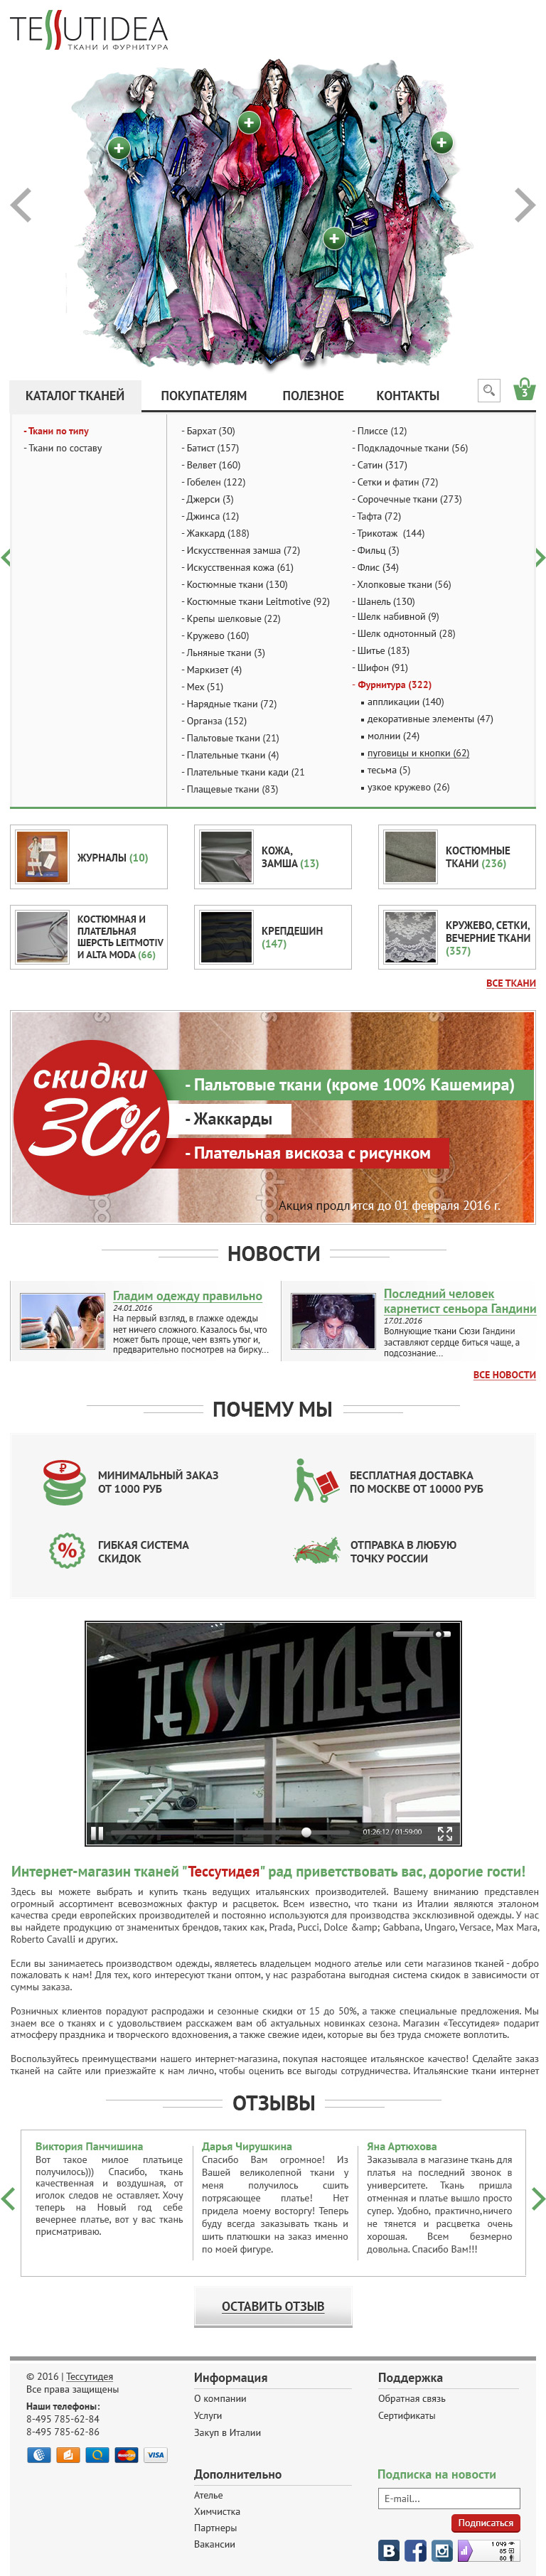 TESSUTIDEA
ТКАНИ И ФУРНИТУРА
КАТАЛОГ ТКАНЕЙ
ПОКУПАТЕЛЯМ
ПОЛЕЗНОЕ
КОНТАКТЫ
3
- Ткани по типу
- Ткани по составу
- Бархат (30)
- Батист (157)
- Велвет (160)
- Гобелен (122)
- Джерси (3)
- Джинса (12)
- Жаккард (188)
- Искусственная замша (72)
- Искусственная кожа (61)
- Костюмные ткани (130)
- Костюмные ткани Leitmotive (92)
- Крепы шелковые (22)
- Кружево (160)
- Льняные ткани (3)
- Маркизет (4)
- Мех (51)
- Нарядные ткани (72)
- Органза (152)
- Пальтовые ткани (21)
- Плательные ткани (4)
- Плательные ткани кади (21
- Плащевые ткани (83)
- Плиссе (12)
- Подкладочные ткани (56)
- Сатин (317)
- Сетки и фатин (72)
- Сорочечные ткани (273)
- Тафта (72)
- Трикотаж (144)
- Фильц (3)
- Флис (34)
- Хлопковые ткани (56)
- Шанель (130)
- Шелк набивной (9)
- Шелк однотонный (28)
- Шитье (183)
- Шифон (91)
- Фурнитура (322)
▪ аппликации (140)
▪ декоративные элементы (47)
▪ молнии (24)
▪ пуговицы и кнопки (62)
▪ тесьма (5)
▪ узкое кружево (26)
ЖУРНАЛЫ (10)
КОЖА,
ЗАМША (13)
КОСТЮМНЫЕ
ТКАНИ (236)
КОСТЮМНАЯ И
ПЛАТЕЛЬНАЯ
ШЕРСТЬ LEITMOTIV
И ALTA MODA (66)
КРЕПДЕШИН
(147)
КРУЖЕВО, СЕТКИ,
ВЕЧЕРНИЕ ТКАНИ
(357)
ВСЕ ТКАНИ
скидки
30%
- Пальтовые ткани (кроме 100% Кашемира)
- Жаккарды
- Плательная вискоза с рисунком
Акция продлится до 01 февраля 2016 г.
НОВОСТИ
Гладим одежду правильно
24.01.2016
На первый взгляд, в глажке одежды
нет ничего сложного. Казалось бы, что
может быть проще, чем взять утюг и,
предварительно посмотрев на бирку...
Последний человек
карнетист сеньора Гандини
17.01.2016
Волнующие ткани Сюзи Гандини
заставляют сердце биться чаще, а
подсознание...
ВСЕ НОВОСТИ
ПОЧЕМУ МЫ
МИНИМАЛЬНЫЙ ЗАКАЗ
ОТ 1000 РУБ
БЕСПЛАТНАЯ ДОСТАВКА
ПО МОСКВЕ ОТ 10000 РУБ
%
ГИБКАЯ СИСТЕМА
СКИДОК
ОТПРАВКА В ЛЮБУЮ
ТОЧКУ РОССИИ
ТЕSSУТИДЕЯ
01:26:12 / 01:59:00
Интернет-магазин тканей "Тессутидея" рад приветствовать вас, дорогие гости!
Здесь вы можете выбрать и купить ткань ведущих итальянских производителей. Вашему вниманию представлен
огромный ассортимент всевозможных фактур и расцветок. Всем известно, что ткани из Италии являются эталоном
качества среди европейских производителей и постоянно используются для производства эксклюзивной одежды. У нас
вы найдете продукцию от знаменитых брендов, таких как, Prada, Pucci, Dolce &amp; Gabbana, Ungaro, Versace, Max Mara,
Roberto Cavalli и других.
Если вы занимаетесь производством одежды, являетесь владельцем модного ателье или сети магазинов тканей - добро
пожаловать к нам! Для тех, кого интересуют ткани оптом, у нас разработана выгодная система скидок в зависимости от
суммы заказа.
Розничных клиентов порадуют распродажи и сезонные скидки от 15 до 50%, а также специальные предложения. Мы
знаем все о тканях и с удовольствием расскажем вам об актуальных новинках сезона. Магазин «Тессутидея» подарит
атмосферу праздника и творческого вдохновения, а также свежие идеи, которые вы без труда сможете воплотить.
Воспользуйтесь преимуществами нашего интернет-магазина, покупая настоящее итальянское качество! Сделайте заказ
тканей на сайте или приезжайте к нам лично, чтобы оценить все выгоды сотрудничества. Итальянские ткани интернет
ОТЗЫВЫ
Виктория Панчишина
Вот такое милое платьице
получилось))) Спасибо, ткань
качественная и воздушная, от
иголок следов не оставляет. Хочу
теперь на Новый год себе
вечернее платье, вот у вас ткань
присматриваю.
Дарья Чирушкина
Спасибо Вам огромное! Из
Вашей великолепной ткани у
меня получилось сшить
потрясающее платье! Нет
придела моему восторгу! Теперь
буду всегда заказывать ткань и
шить платюшки на заказ именно
по моей фигуре.
Яна Артюхова
Заказывала в магазине ткань для
платья на последний звонок в
университете. Ткань пришла
отменная и платье вышло просто
супер. Удобно, практично,ничего
не тянется и расцветка очень
хорошая. Всем безмерно
довольна. Спасибо Вам!!!
ОСТАВИТЬ ОТЗЫВ
© 2016 | Тессутидея
Все права защищены
Наши телефоны:
8-495 785-62-84
8-495 785-62-86
MasterCard
VISA
Информация
О компании
Услуги
Закуп в Италии
Поддержка
Обратная связь
Сертификаты
Дополнительно
Ателье
Химчистка
Партнеры
Вакансии
Подписка на новости
E-mail...
Подписаться
1 049
85
60